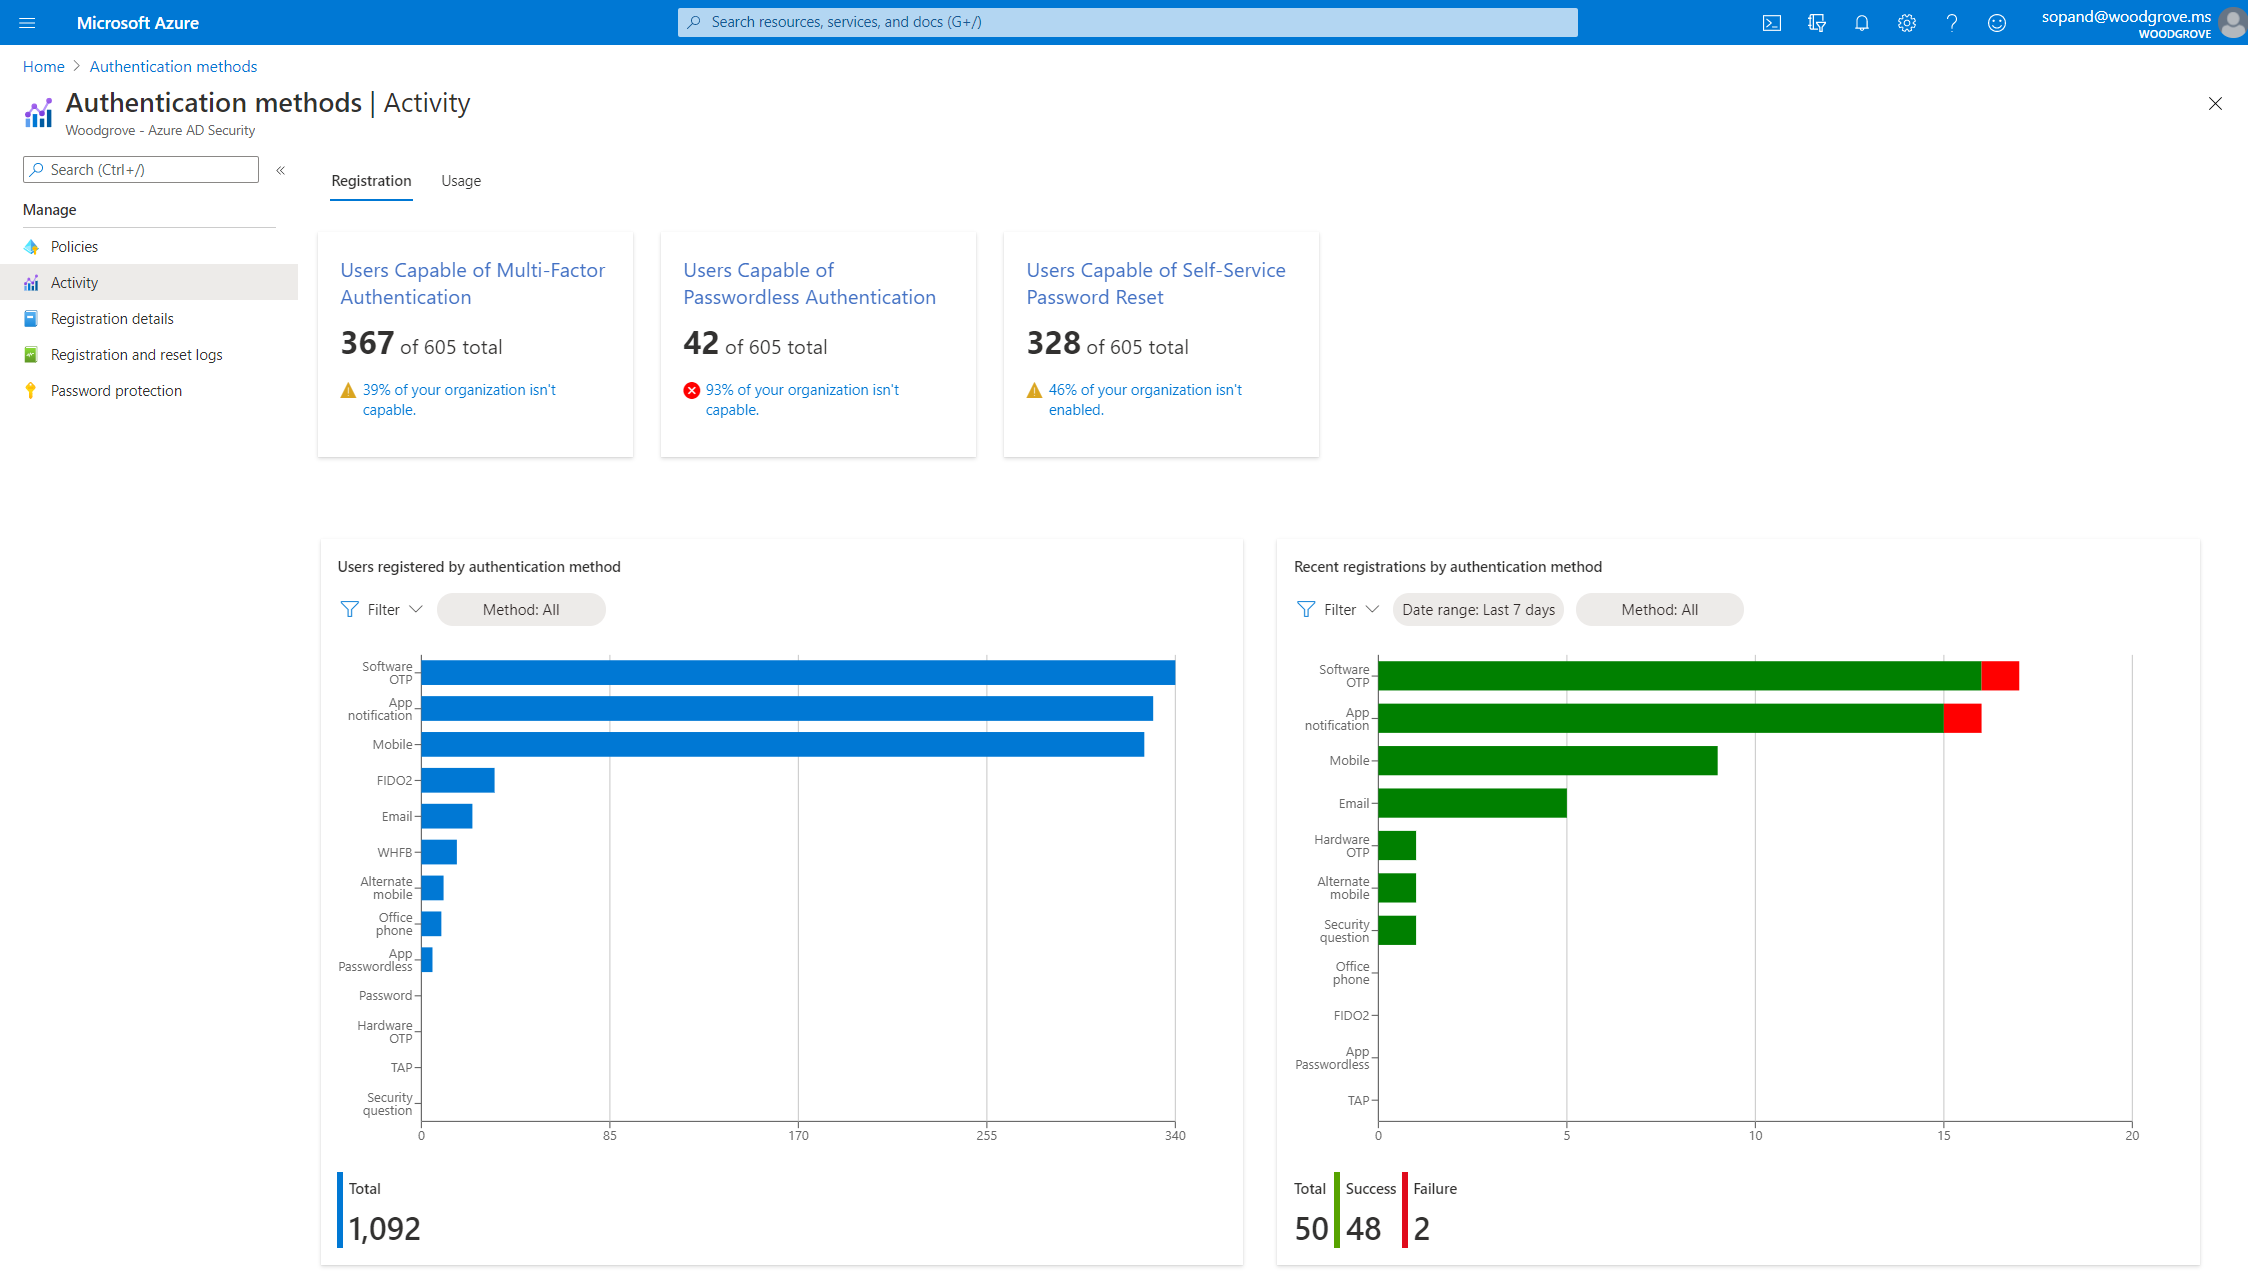 Microsoft Azure
Search resources, services, and docs (G+/)
sopand@woodgrove.ms
WOODGROVE
Home > Authentication methods
Authentication methods | Activity
Woodgrove - Azure AD Security
Search (Ctrl+/)
«
Manage
Policies
Activity
Registration details
Registration and reset logs
Password protection
Registration
Usage
Users Capable of Multi-Factor
Authentication
367 of 605 total
39% of your organization isn't
capable.
Users Capable of
Passwordless Authentication
42 of 605 total
93% of your organization isn't
capable.
Users Capable of Self-Service
Password Reset
328 of 605 total
46% of your organization isn't
enabled.
Users registered by authentication method
Filter
Method: All
Software
OTP
App
notification
Mobile
FIDO2
Email
WHFB
Alternate
mobile
Office
phone
App
Passwordless
Password
Hardware
OTP
TAP
Security
question
0 85 170 255 340
Total
1,092
Recent registrations by authentication method
Filter
Date range: Last 7 days
Method: All
Software
OTP
App
notification
Mobile
Email
Hardware
OTP
Alternate
mobile
Security
question
Office
phone
FIDO2
App
Passwordless
TAP
0 5 10 15 20
Total Success Failure
50 48 2